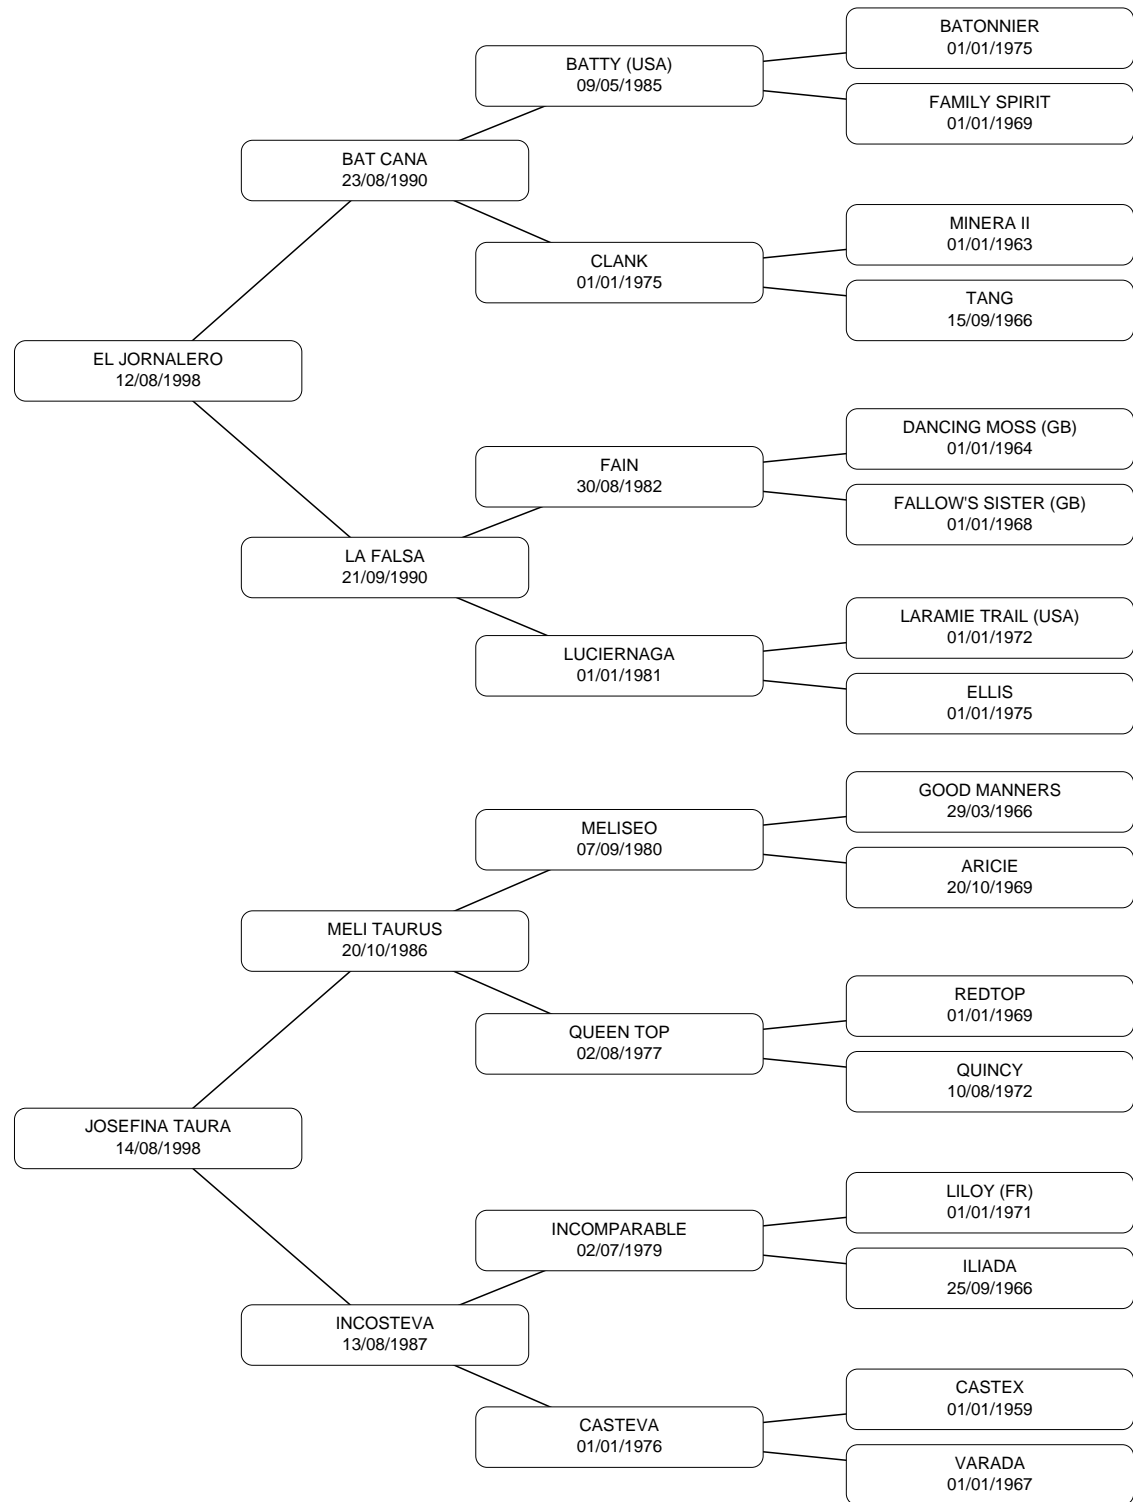 BATONNIER
01/01/1975
BATTY (USA)
09/05/1985
FAMILY SPIRIT
01/01/1969
BAT CANA
23/08/1990
MINERA II
01/01/1963
CLANK
01/01/1975
TANG
15/09/1966
EL JORNALERO
12/08/1998
DANCING MOSS (GB)
01/01/1964
FAIN
30/08/1982
FALLOW'S SISTER (GB)
01/01/1968
LA FALSA
21/09/1990
LARAMIE TRAIL (USA)
01/01/1972
LUCIERNAGA
01/01/1981
ELLIS
01/01/1975
GOOD MANNERS
29/03/1966
MELISEO
07/09/1980
ARICIE
20/10/1969
MELI TAURUS
20/10/1986
REDTOP
01/01/1969
QUEEN TOP
02/08/1977
QUINCY
10/08/1972
JOSEFINA TAURA
14/08/1998
LILOY (FR)
01/01/1971
INCOMPARABLE
02/07/1979
ILIADA
25/09/1966
INCOSTEVA
13/08/1987
CASTEX
01/01/1959
CASTEVA
01/01/1976
VARADA
01/01/1967